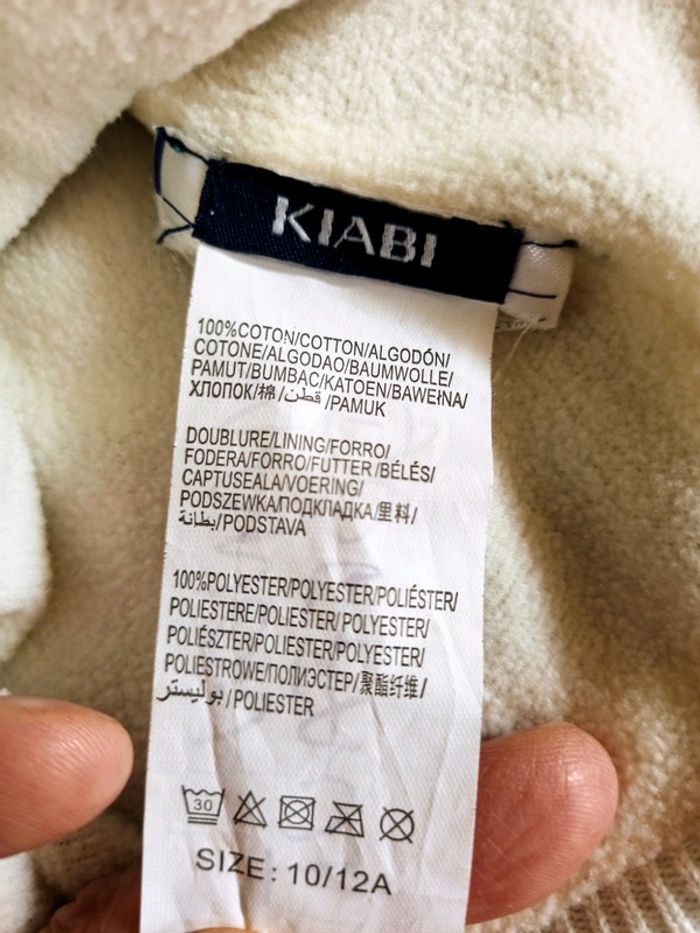 KIABI
100%COTON/COTTON/ALGODÓN/
COTONE/ALGODAO/BAUMWOLLE/
PAMUT/BUMBAC/KATOEN/BAWEłNA/
ХЛОПОК/棉/قطن/PAMUK
DOUBLURE/LINING/FORRO/
FODERA/FORRO/FUTTER/BÉLÉS/
CAPTUSEALA/VOERING/
PODSZEWKA/ПОДКЛАДКА/里料/
بطانة/PODSTAVA
100%POLYESTER/POLYESTER/POLIÉSTER/
POLIESTERE/POLIESTER/POLYESTER/
POLIÉSZTER/POLIESTER/POLYESTER/
POLIESTROWE/ПОЛИЭСТЕР/聚酯纤维/
بوليستر/POLIESTER
30
SIZE: 10/12A